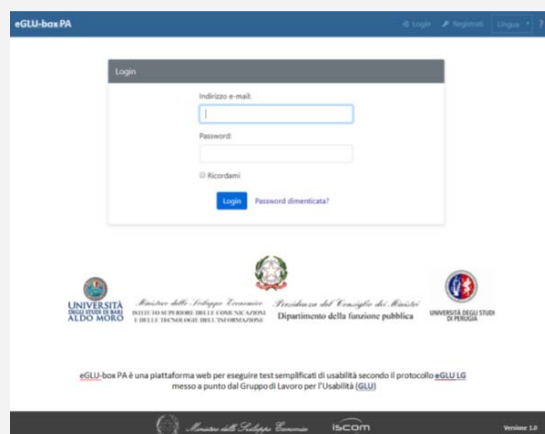 eGLU-box PA
Login
Registrati
Lingua
?
Login
Indirizzo e-mail:
Password:
Ricordami
Login
Password dimenticata?
UNIVERSITÀ
DEGLI STUDI DI BARI
ALDO MORO
Ministero dello Sviluppo Economico
ISTITUTO SUPERIORE DELLE COMUNICAZIONI
E DELLE TECNOLOGIE DELL'INFORMAZIONE
Presidenza del Consiglio dei Ministri
Dipartimento della funzione pubblica
UNIVERSITÀ DEGLI STUDI
DI PERUGIA
eGLU-box PA è una piattaforma web per eseguire test semplificati di usabilità secondo il protocollo eGLU LG
messo a punto dal Gruppo di Lavoro per l'Usabilità (GLU)
Ministero dello Sviluppo Economico
iscom
Versione 1.0